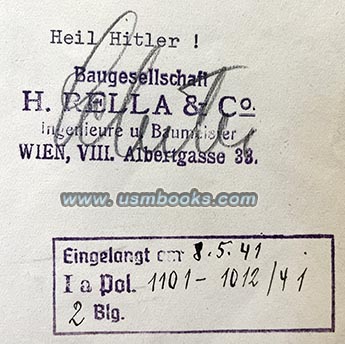 Heil Hitler !
Baugesellschaft
H. RELLA & Co.
Ingenieure u. Baumeister
WIEN, VIII. Albertgasse 33.
www.usmbooks.com
Eingelangt am 8.5.41
I a Pol. 1101-1012/41
2 Blg.